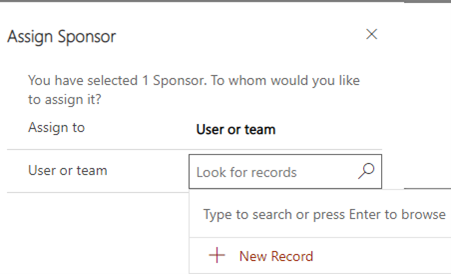 Assign Sponsor
You have selected 1 Sponsor. To whom would you like
to assign it?
Assign to
User or team
User or team
Look for records
Type to search or press Enter to browse
New Record